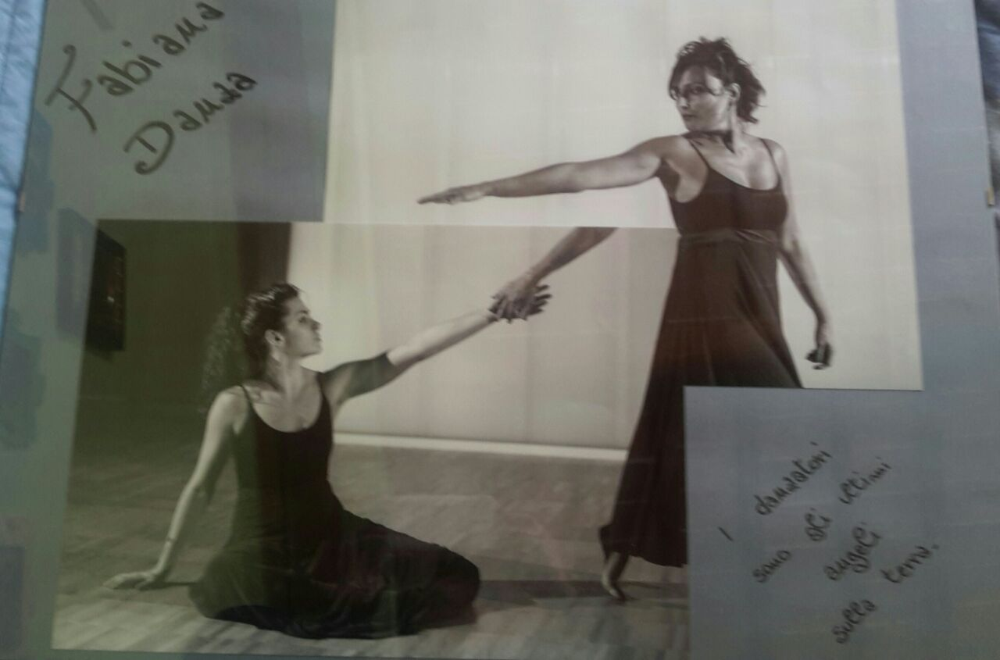 Fabiana
Danza
I danzatori
sono gli ultimi
angeli
sulla terra.